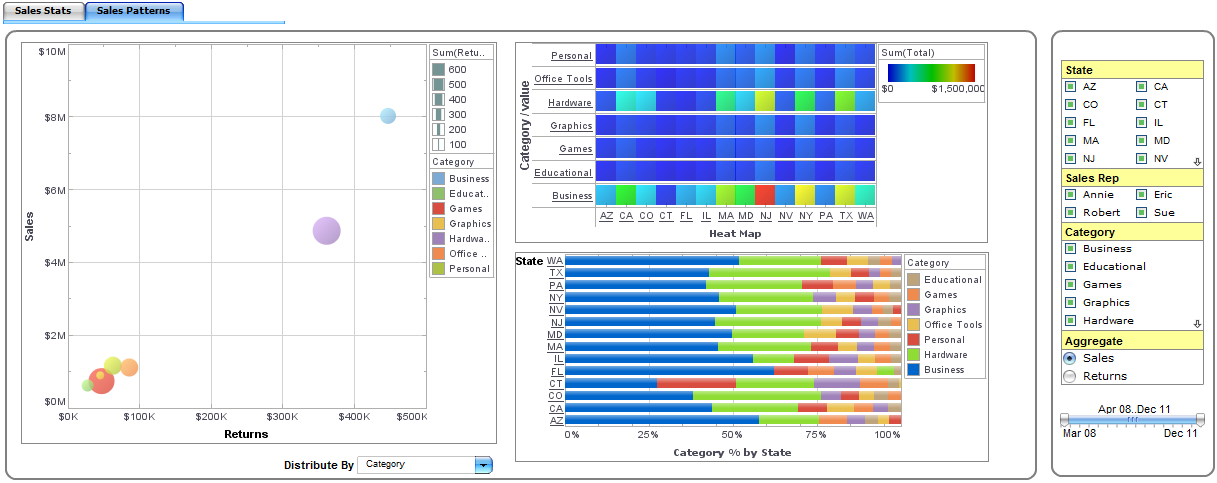 Sales Stats
Sales Patterns
Sales
$10M
$8M
$6M
$4M
$2M
$0M
$0K
$100K
$200K
$300K
$400K
$500K
Returns
Sum(Retu..
600
500
400
300
200
100
Category
Business
Educat..
Games
Graphics
Hardwa..
Office ..
Personal
Distribute By
Category
Category / value
Personal
Office Tools
Hardware
Graphics
Games
Educational
Business
AZ CA CO CT FL IL MA MD NJ NV NY PA TX WA
Heat Map
Sum(Total)
$0
$1,500,000
State
WA
TX
PA
NY
NV
NJ
MD
MA
IL
FL
CT
CO
CA
AZ
0% 25% 50% 75% 100%
Category % by State
Category
Educational
Games
Graphics
Office Tools
Personal
Hardware
Business
State
AZ CA
CO CT
FL IL
MA MD
NJ NV
Sales Rep
Annie Eric
Robert Sue
Category
Business
Educational
Games
Graphics
Hardware
Aggregate
Sales
Returns
Apr 08..Dec 11
Mar 08 Dec 11